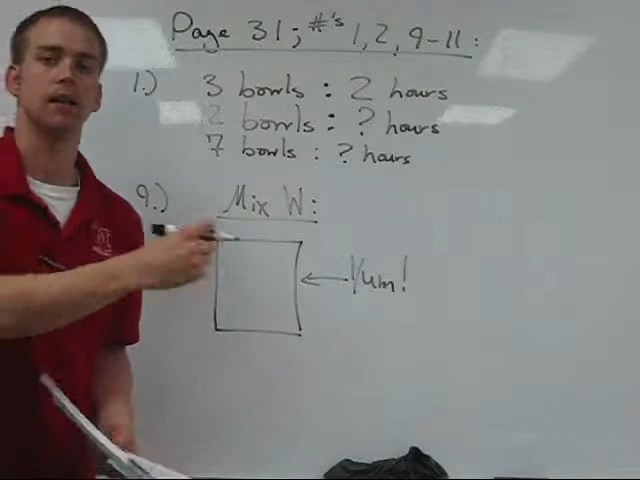 Page 31; #'s 1, 2, 9-11:
1.) 3 bowls : 2 hours
2 bowls : ? hours
7 bowls : ? hours
9.) Mix W:
Yum!